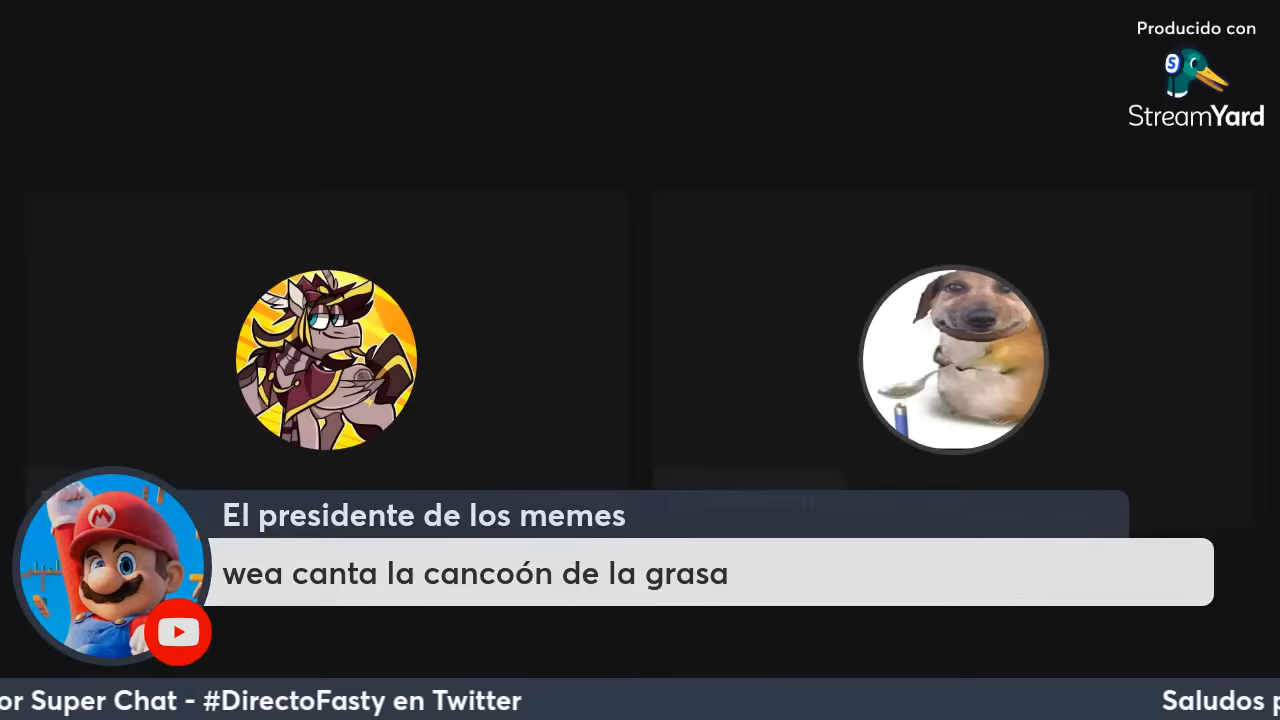 Producido con
S
StreamYard
M
El presidente de los memes
wea canta la cancoón de la grasa
or Super Chat - #DirectoFasty en Twitter
Saludos p